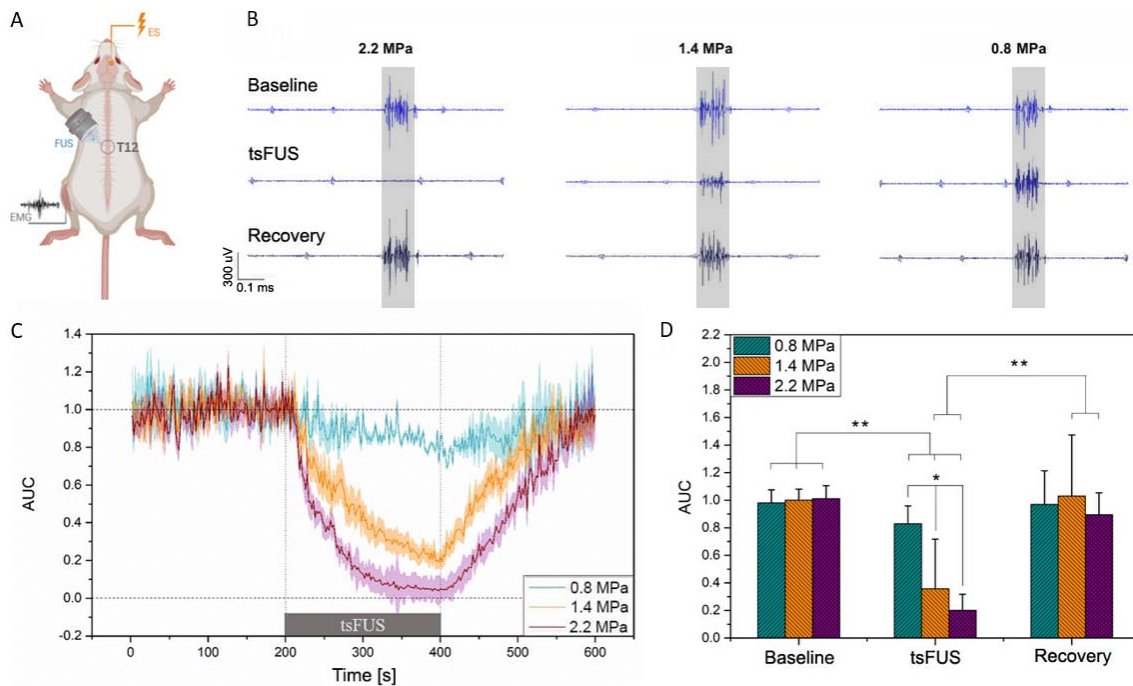 A
ES
FUS
T12
EMG
B
2.2 MPa
1.4 MPa
0.8 MPa
Baseline
tsFUS
Recovery
300 uV
0.1 ms
C
AUC
1.4
1.2
1.0
0.8
0.6
0.4
0.2
0.0
-0.2
tsFUS
0.8 MPa
1.4 MPa
2.2 MPa
0
100
200
300
400
500
600
Time [s]
D
AUC
2.2
2.0
1.8
1.6
1.4
1.2
1.0
0.8
0.6
0.4
0.2
0.0
0.8 MPa
1.4 MPa
2.2 MPa
**
**
*
Baseline
tsFUS
Recovery